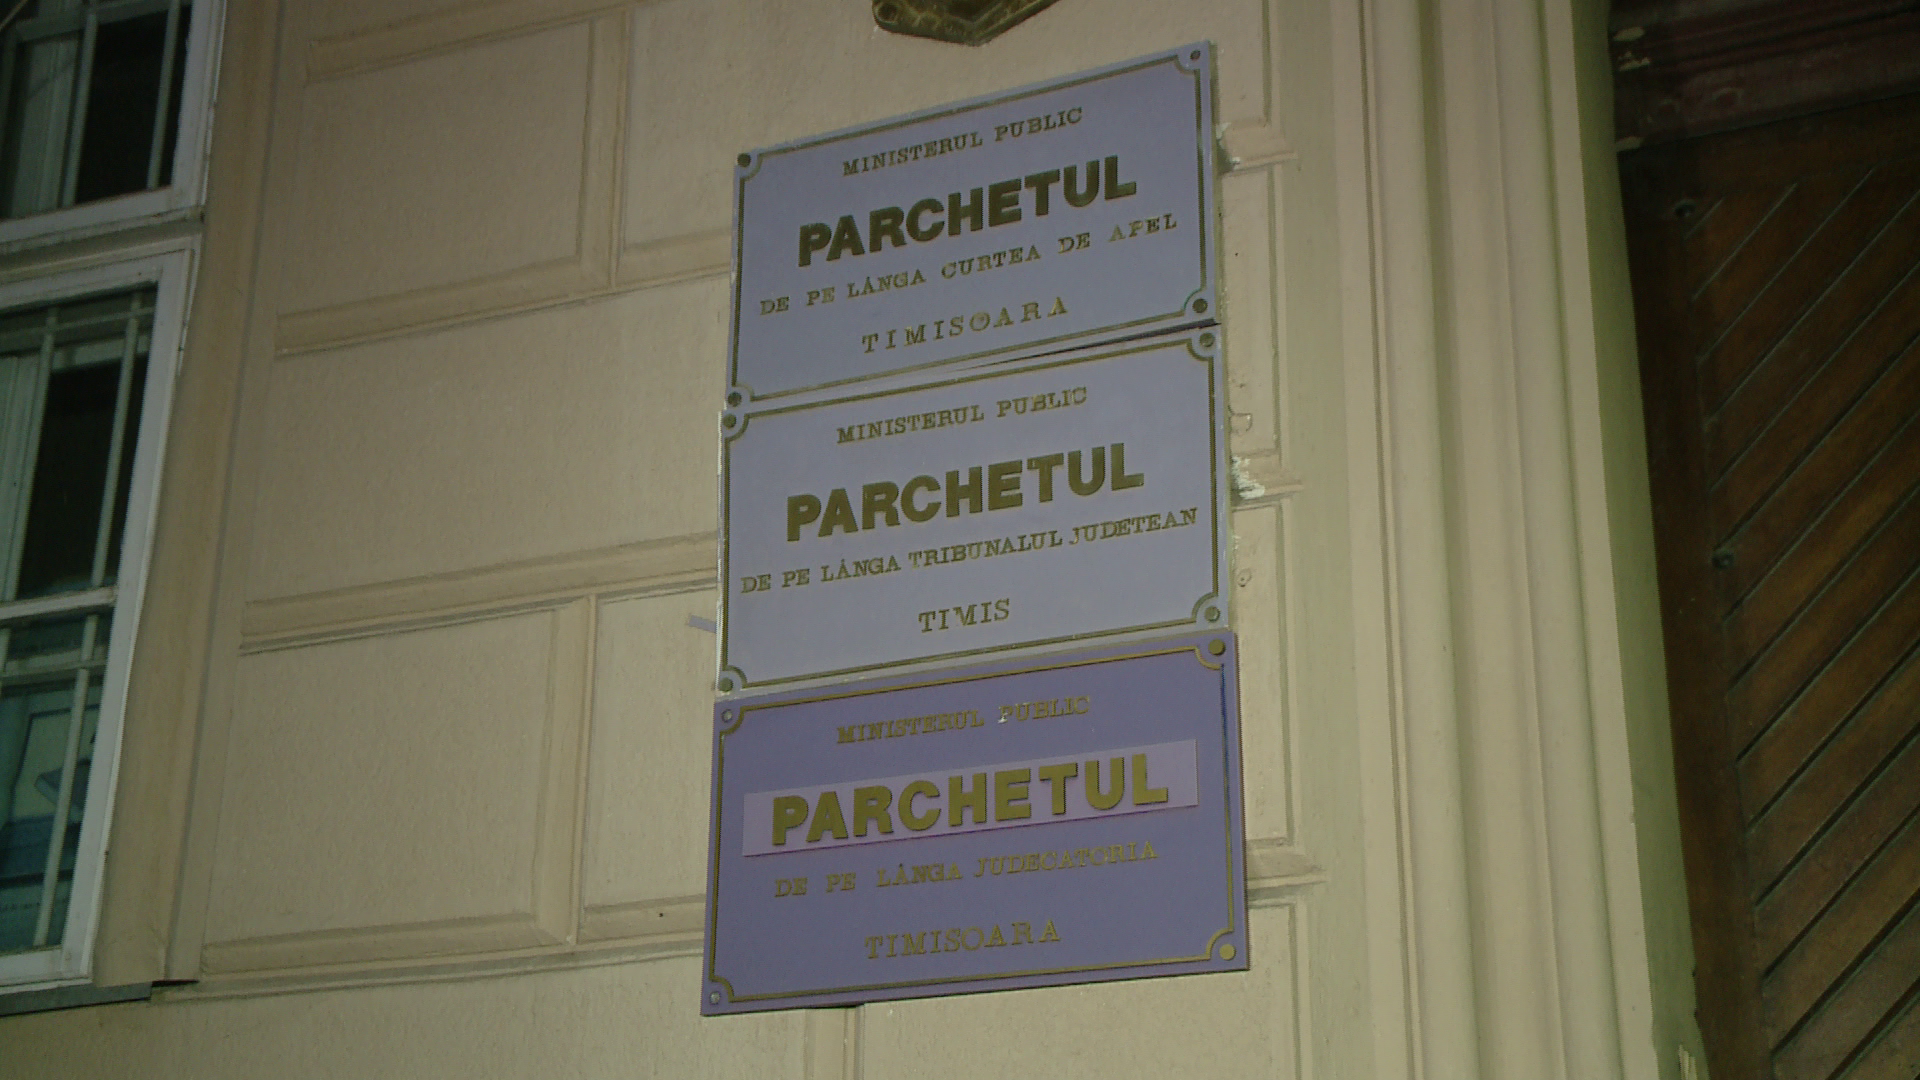 MINISTERUL PUBLIC
PARCHETUL
DE PE LÂNGA CURTEA DE APEL
TIMISOARA
MINISTERUL PUBLIC
PARCHETUL
DE PE LÂNGA TRIBUNALUL JUDETEAN
TIMIS
MINISTERUL PUBLIC
PARCHETUL
DE PE LÂNGA JUDECATORIA
TIMISOARA